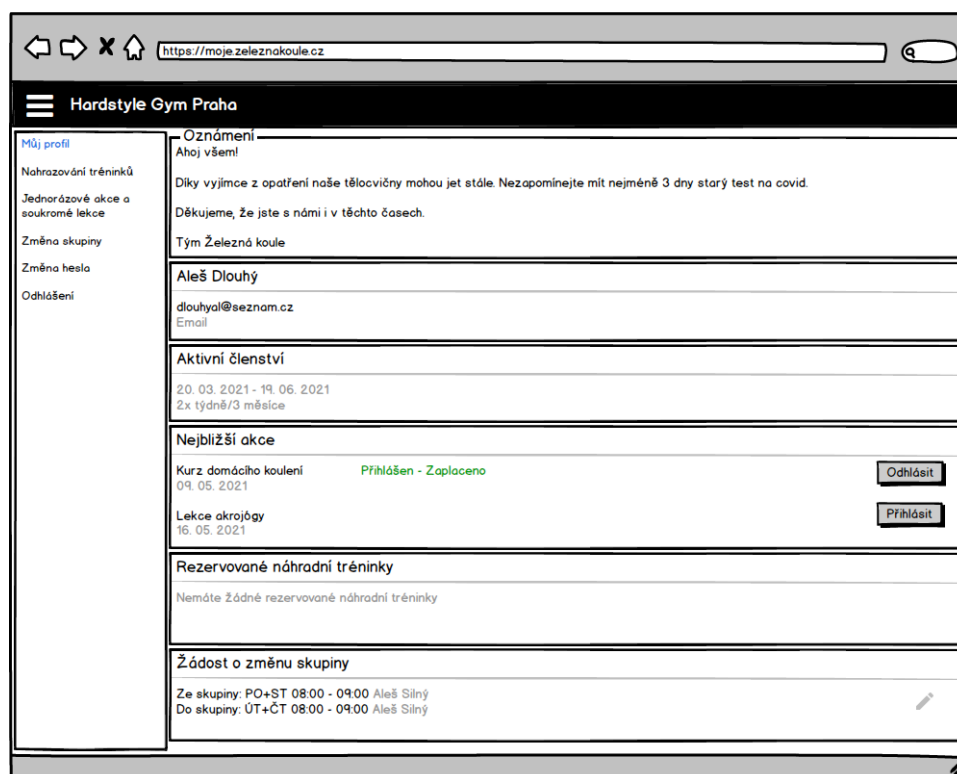 https://moje.zeleznakoule.cz
Hardstyle Gym Praha
Můj profil
Nahrazování tréninků
Jednorázové akce a
soukromé lekce
Změna skupiny
Změna hesla
Odhlášení
Oznámení
Ahoj všem!
Díky vyjímce z opatření naše tělocvičny mohou jet stále. Nezapomínejte mít nejméně 3 dny starý test na covid.
Děkujeme, že jste s námi i v těchto časech.
Tým Železná koule
Aleš Dlouhý
dlouhyal@seznam.cz
Email
Aktivní členství
20. 03. 2021 - 19. 06. 2021
2x týdně/3 měsíce
Nejbližší akce
Kurz domácího koulení Přihlášen - Zaplaceno Odhlásit
09. 05. 2021
Lekce akrojógy Přihlásit
16. 05. 2021
Rezervované náhradní tréninky
Nemáte žádné rezervované náhradní tréninky
Žádost o změnu skupiny
Ze skupiny: PO+ST 08:00 - 09:00 Aleš Silný
Do skupiny: ÚT+ČT 08:00 - 09:00 Aleš Silný